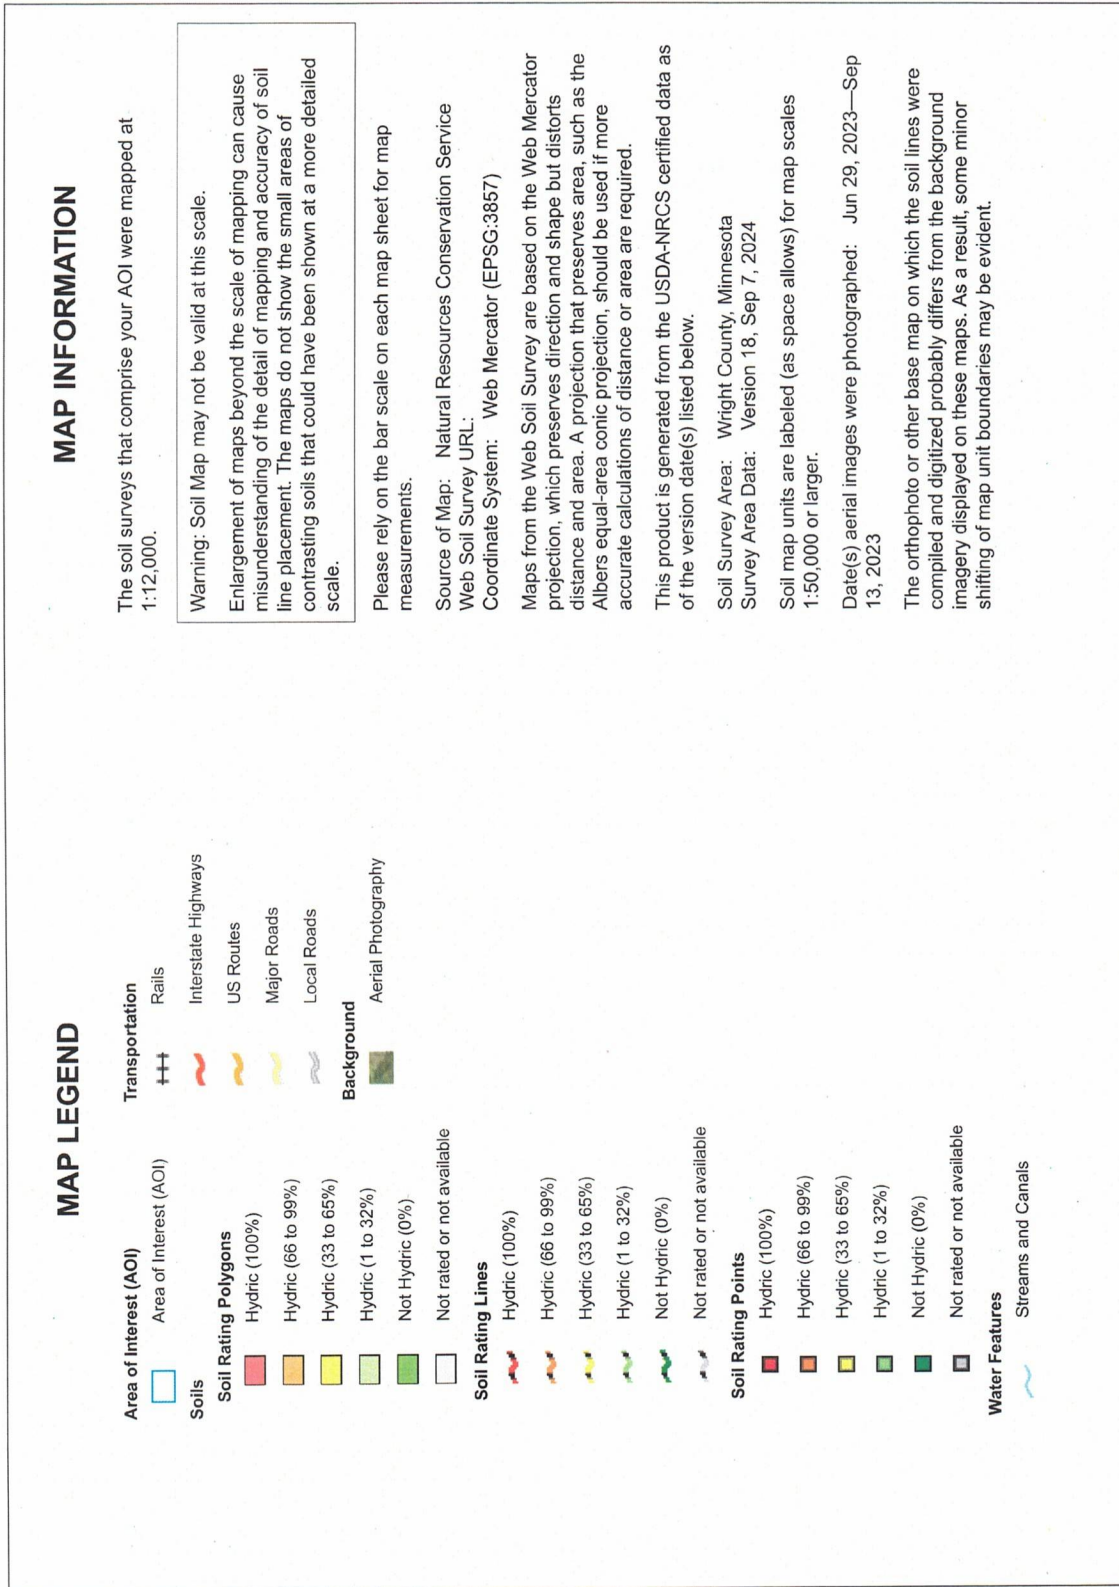 MAP LEGEND
Area of Interest (AOI)
Area of Interest (AOI)
Soils
Soil Rating Polygons
Hydric (100%)
Hydric (66 to 99%)
Hydric (33 to 65%)
Hydric (1 to 32%)
Not Hydric (0%)
Not rated or not available
Soil Rating Lines
Hydric (100%)
Hydric (66 to 99%)
Hydric (33 to 65%)
Hydric (1 to 32%)
Not Hydric (0%)
Not rated or not available
Soil Rating Points
Hydric (100%)
Hydric (66 to 99%)
Hydric (33 to 65%)
Hydric (1 to 32%)
Not Hydric (0%)
Not rated or not available
Water Features
Streams and Canals
Transportation
Rails
Interstate Highways
US Routes
Major Roads
Local Roads
Background
Aerial Photography
MAP INFORMATION
The soil surveys that comprise your AOI were mapped at
1:12,000.
Warning: Soil Map may not be valid at this scale.
Enlargement of maps beyond the scale of mapping can cause
misunderstanding of the detail of mapping and accuracy of soil
line placement. The maps do not show the small areas of
contrasting soils that could have been shown at a more detailed
scale.
Please rely on the bar scale on each map sheet for map
measurements.
Source of Map: Natural Resources Conservation Service
Web Soil Survey URL:
Coordinate System: Web Mercator (EPSG:3857)
Maps from the Web Soil Survey are based on the Web Mercator
projection, which preserves direction and shape but distorts
distance and area. A projection that preserves area, such as the
Albers equal-area conic projection, should be used if more
accurate calculations of distance or area are required.
This product is generated from the USDA-NRCS certified data as
of the version date(s) listed below.
Soil Survey Area: Wright County, Minnesota
Survey Area Data: Version 18, Sep 7, 2024
Soil map units are labeled (as space allows) for map scales
1:50,000 or larger.
Date(s) aerial images were photographed: Jun 29, 2023—Sep
13, 2023
The orthophoto or other base map on which the soil lines were
compiled and digitized probably differs from the background
imagery displayed on these maps. As a result, some minor
shifting of map unit boundaries may be evident.